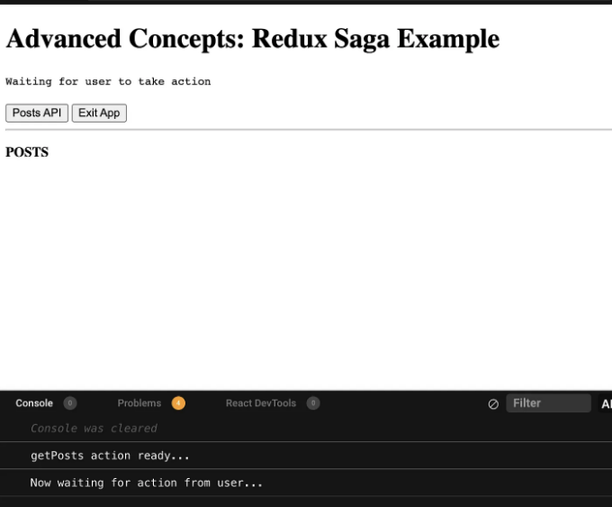 Advanced Concepts: Redux Saga Example
Waiting for user to take action
Posts API Exit App
POSTS
Console 0 Problems 4 React DevTools 0 Filter Al
Console was cleared
getPosts action ready...
Now waiting for action from user...